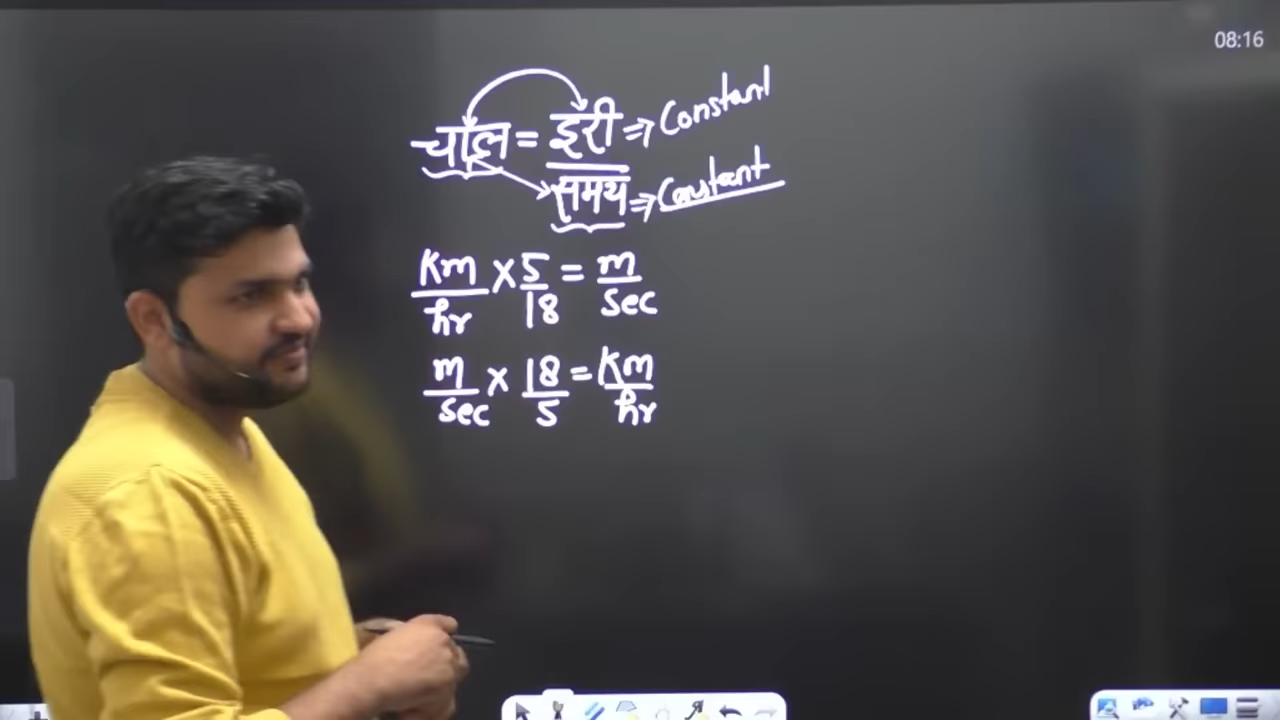 08:16
चाल = दूरी ⇒ Constant
समय ⇒ Constant
Km/hr × 5/18 = m/sec
m/sec × 18/5 = Km/hr